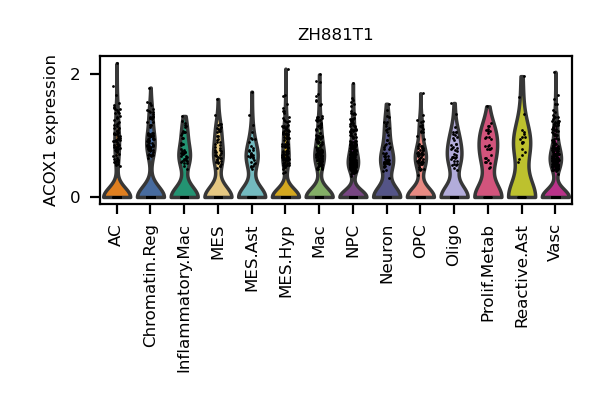 ZH881T1
ACOX1 expression
2
0
AC
Chromatin.Reg
Inflammatory.Mac
MES
MES.Ast
MES.Hyp
Mac
NPC
Neuron
OPC
Oligo
Prolif.Metab
Reactive.Ast
Vasc